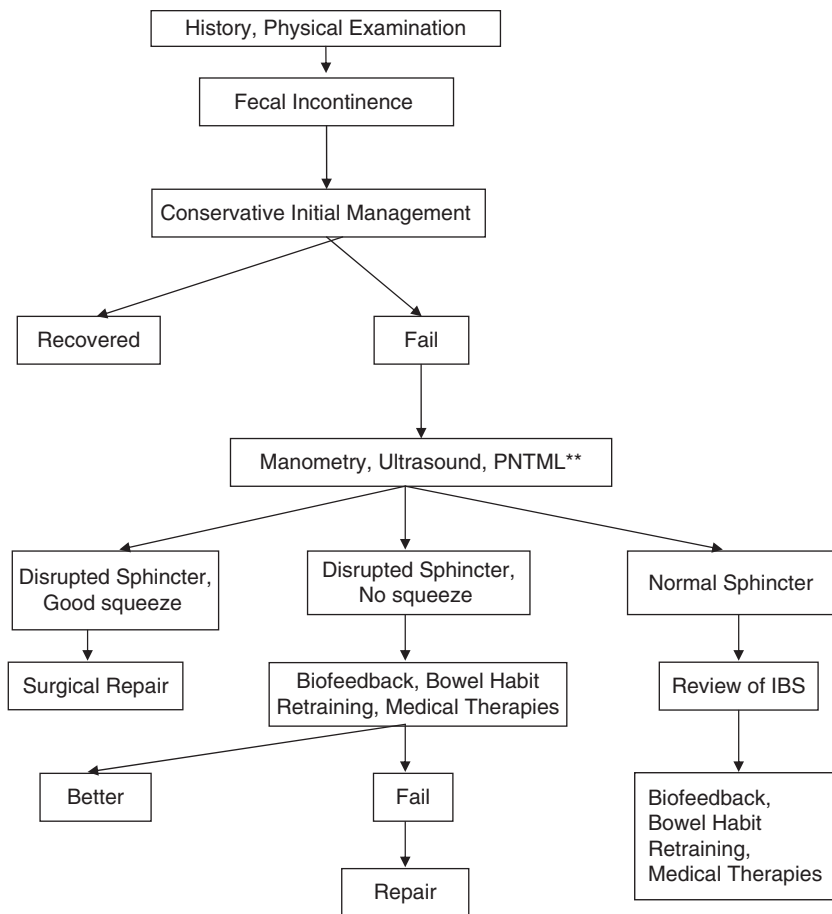 History, Physical Examination
Fecal Incontinence
Conservative Initial Management
Recovered
Fail
Manometry, Ultrasound, PNTML**
Disrupted Sphincter,
Good squeeze
Disrupted Sphincter,
No squeeze
Normal Sphincter
Surgical Repair
Biofeedback, Bowel Habit
Retraining, Medical Therapies
Review of IBS
Better
Fail
Biofeedback,
Bowel Habit
Retraining,
Medical Therapies
Repair